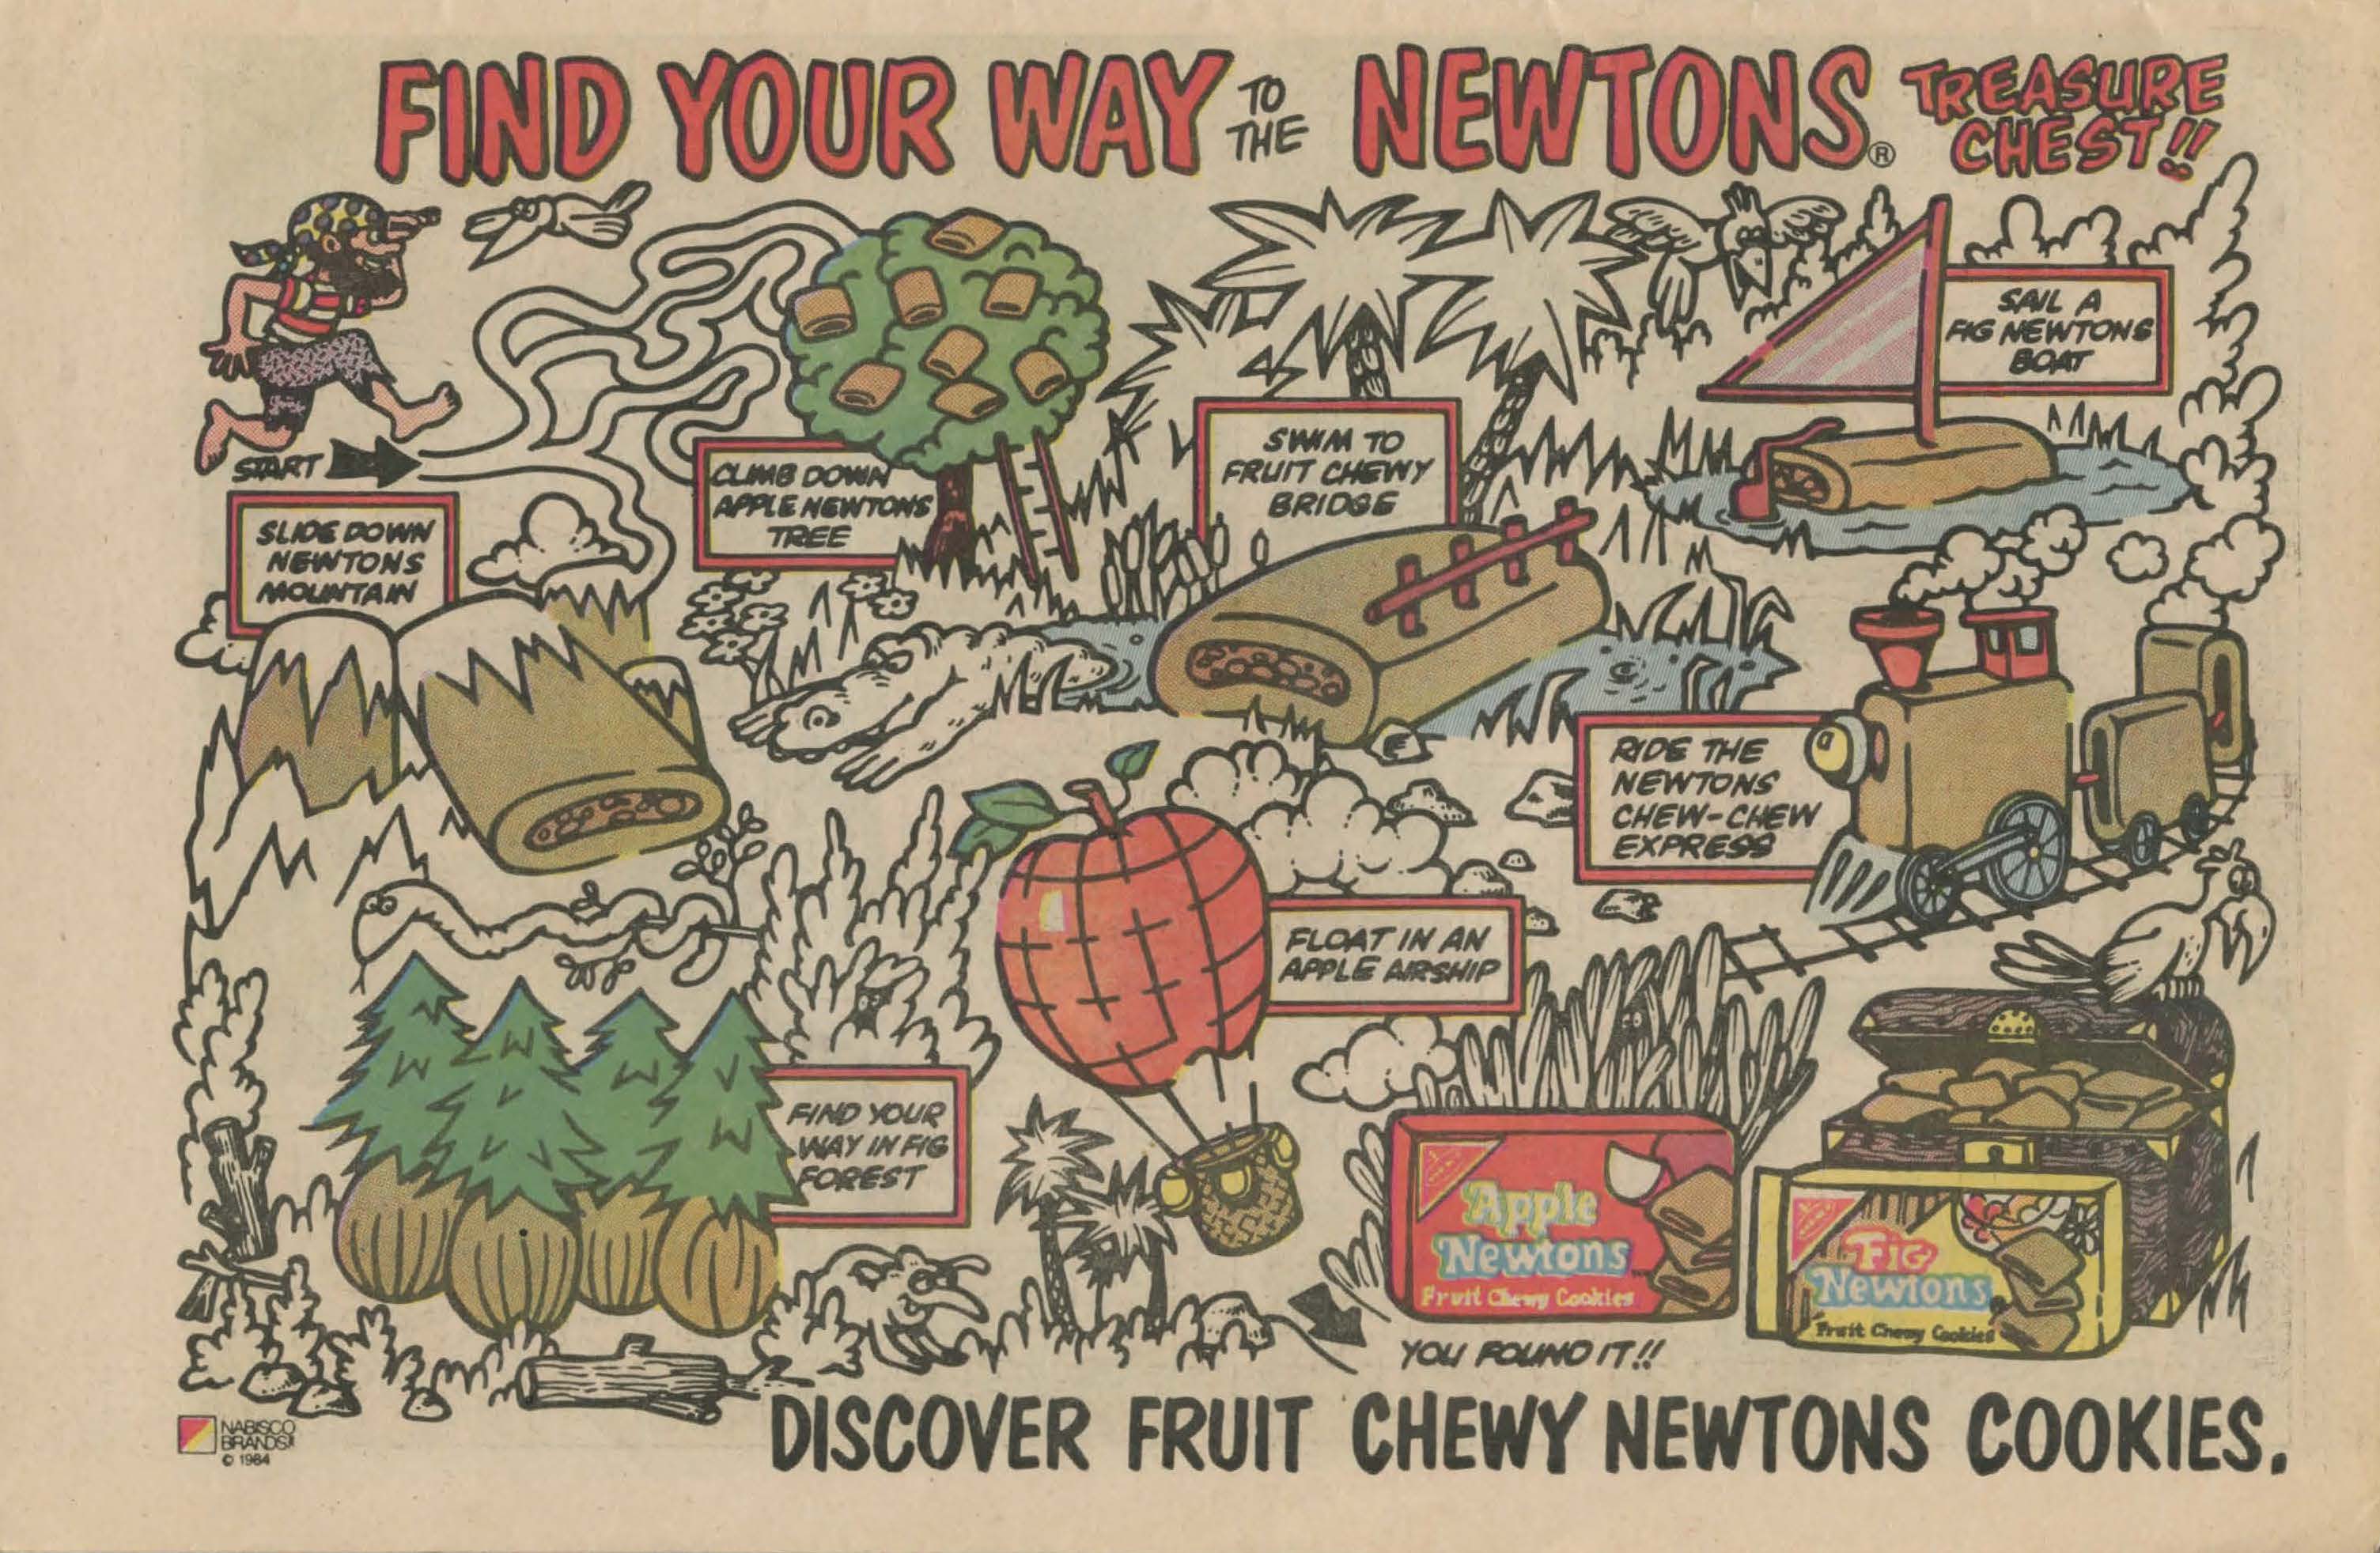 FIND YOUR WAY TO THE NEWTONS® TREASURE CHEST!!
START
SLIDE DOWN
NEWTONS
MOUNTAIN
CLIMB DOWN
APPLE NEWTONS
TREE
SWIM TO
FRUIT CHEWY
BRIDGE
SAIL A
FIG NEWTONS
BOAT
RIDE THE
NEWTONS
CHEW-CHEW
EXPRESS
FLOAT IN AN
APPLE AIRSHIP
FIND YOUR
WAY IN FIG
FOREST
Apple
Newtons
Fruit Chewy Cookies
FIG
Newtons
Fruit Chewy Cookies
YOU FOUND IT!!
DISCOVER FRUIT CHEWY NEWTONS COOKIES.
NABISCO
BRANDS
© 1984